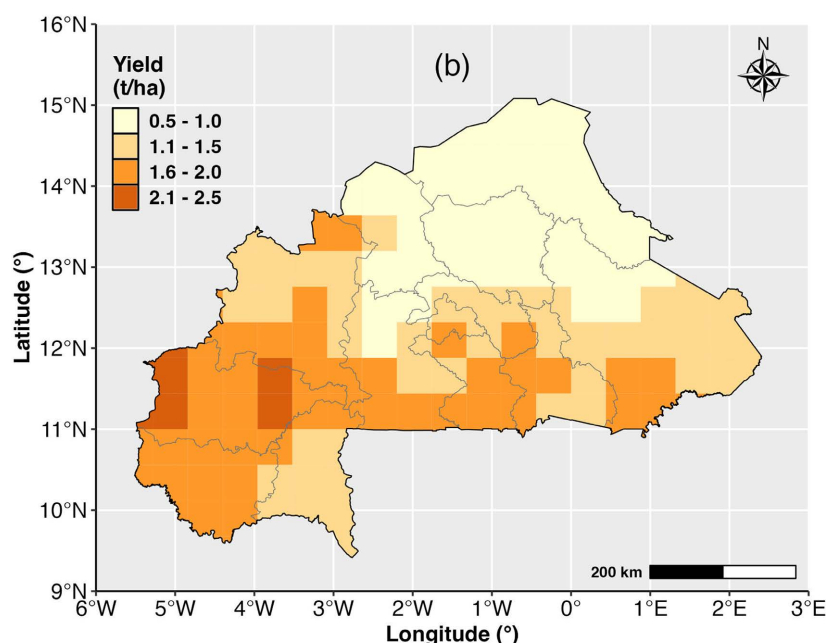 16°N
15°N
14°N
13°N
12°N
11°N
10°N
9°N
Latitude (°)
Yield
(t/ha)
0.5 - 1.0
1.1 - 1.5
1.6 - 2.0
2.1 - 2.5
(b)
N
200 km
6°W 5°W 4°W 3°W 2°W 1°W 0° 1°E 2°E 3°E
Longitude (°)